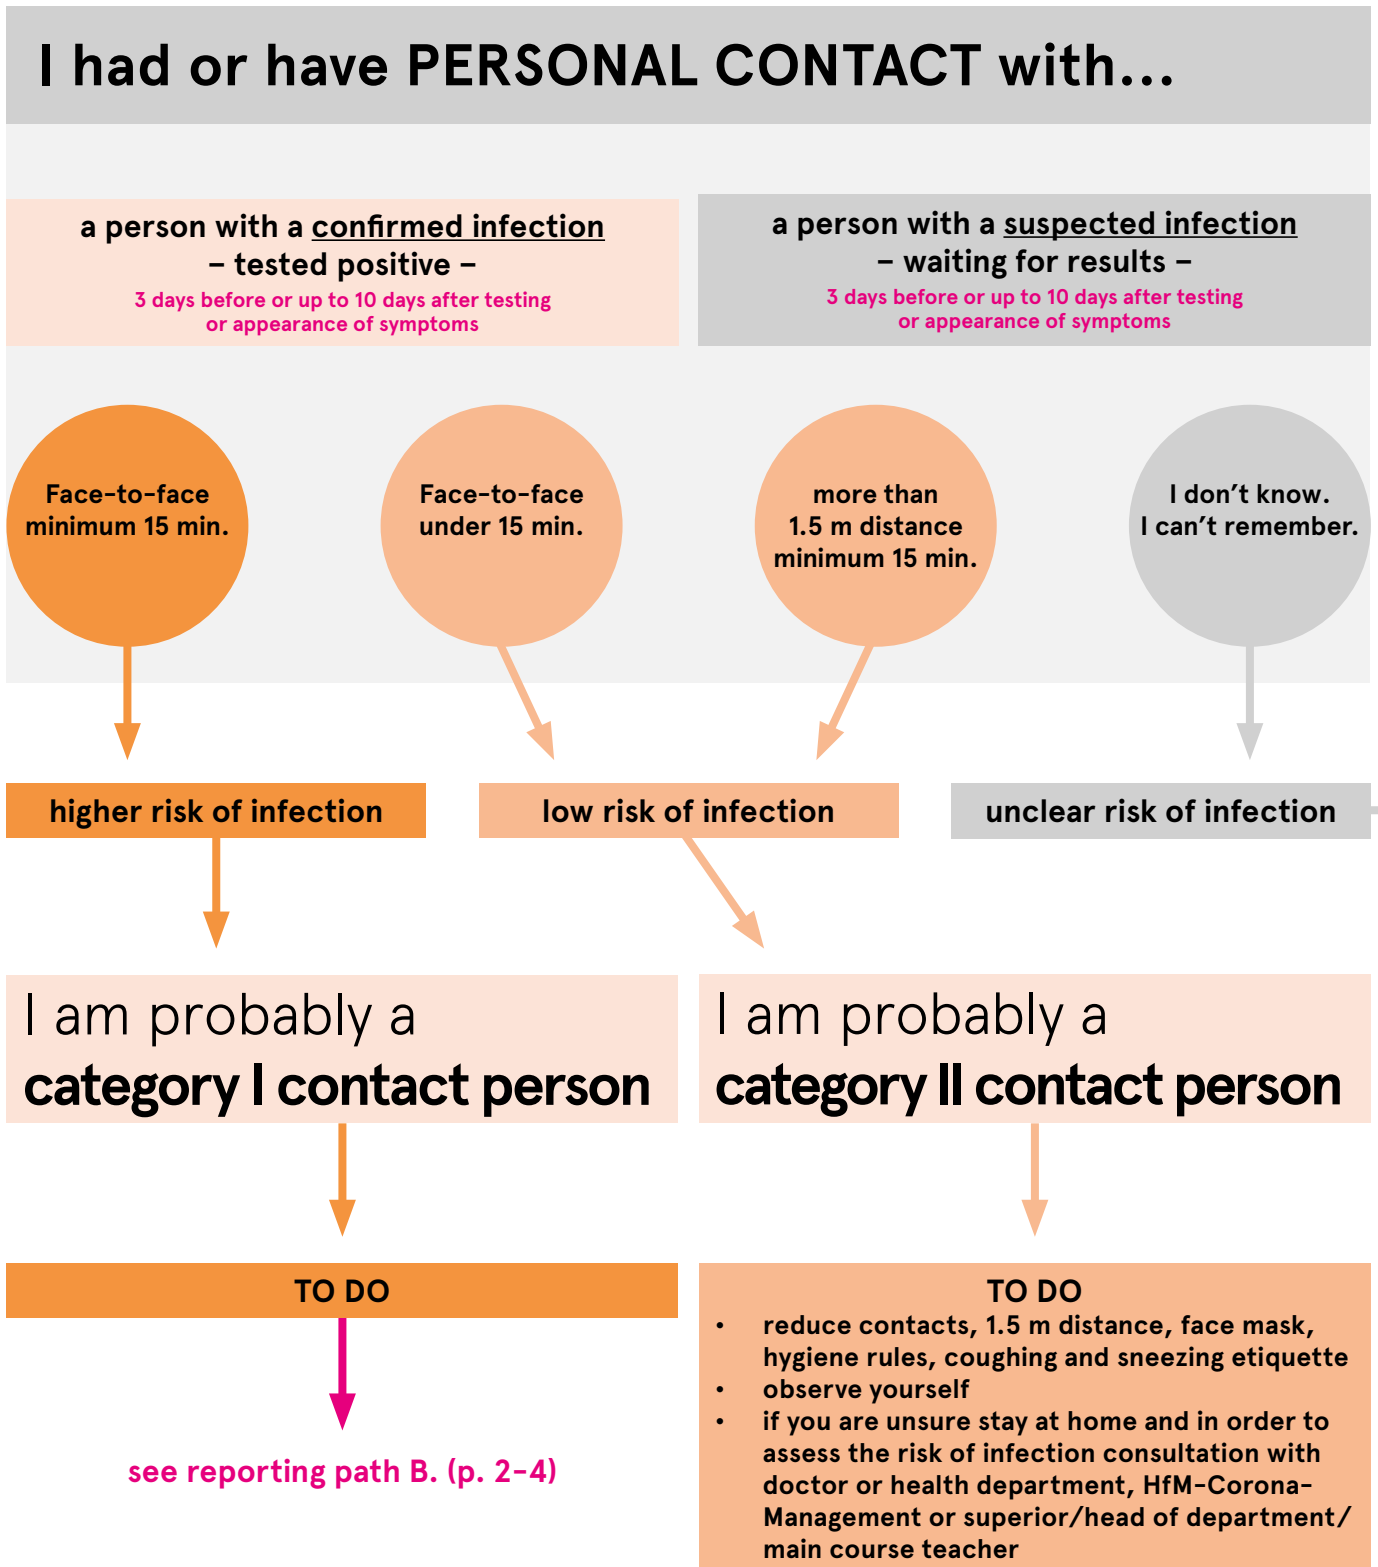 I had or have PERSONAL CONTACT with...
a person with a confirmed infection
– tested positive –
3 days before or up to 10 days after testing
or appearance of symptoms
a person with a suspected infection
– waiting for results –
3 days before or up to 10 days after testing
or appearance of symptoms
Face-to-face
minimum 15 min.
Face-to-face
under 15 min.
more than
1.5 m distance
minimum 15 min.
I don't know.
I can't remember.
higher risk of infection
low risk of infection
unclear risk of infection
I am probably a
category I contact person
I am probably a
category II contact person
TO DO
see reporting path B. (p. 2-4)
TO DO
• reduce contacts, 1.5 m distance, face mask,
hygiene rules, coughing and sneezing etiquette
• observe yourself
• if you are unsure stay at home and in order to
assess the risk of infection consultation with
doctor or health department, HfM-Corona-
Management or superior/head of department/
main course teacher